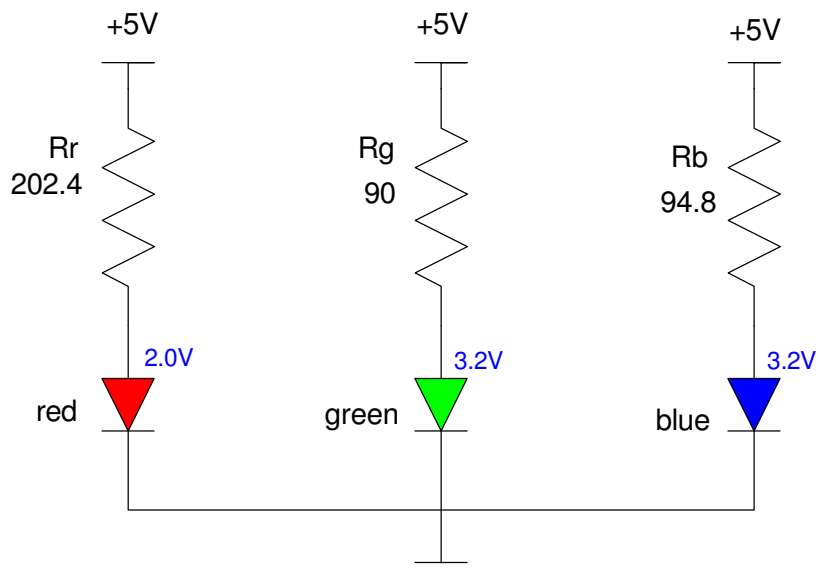 +5V
+5V
+5V
Rr
202.4
Rg
90
Rb
94.8
2.0V
3.2V
3.2V
red
green
blue